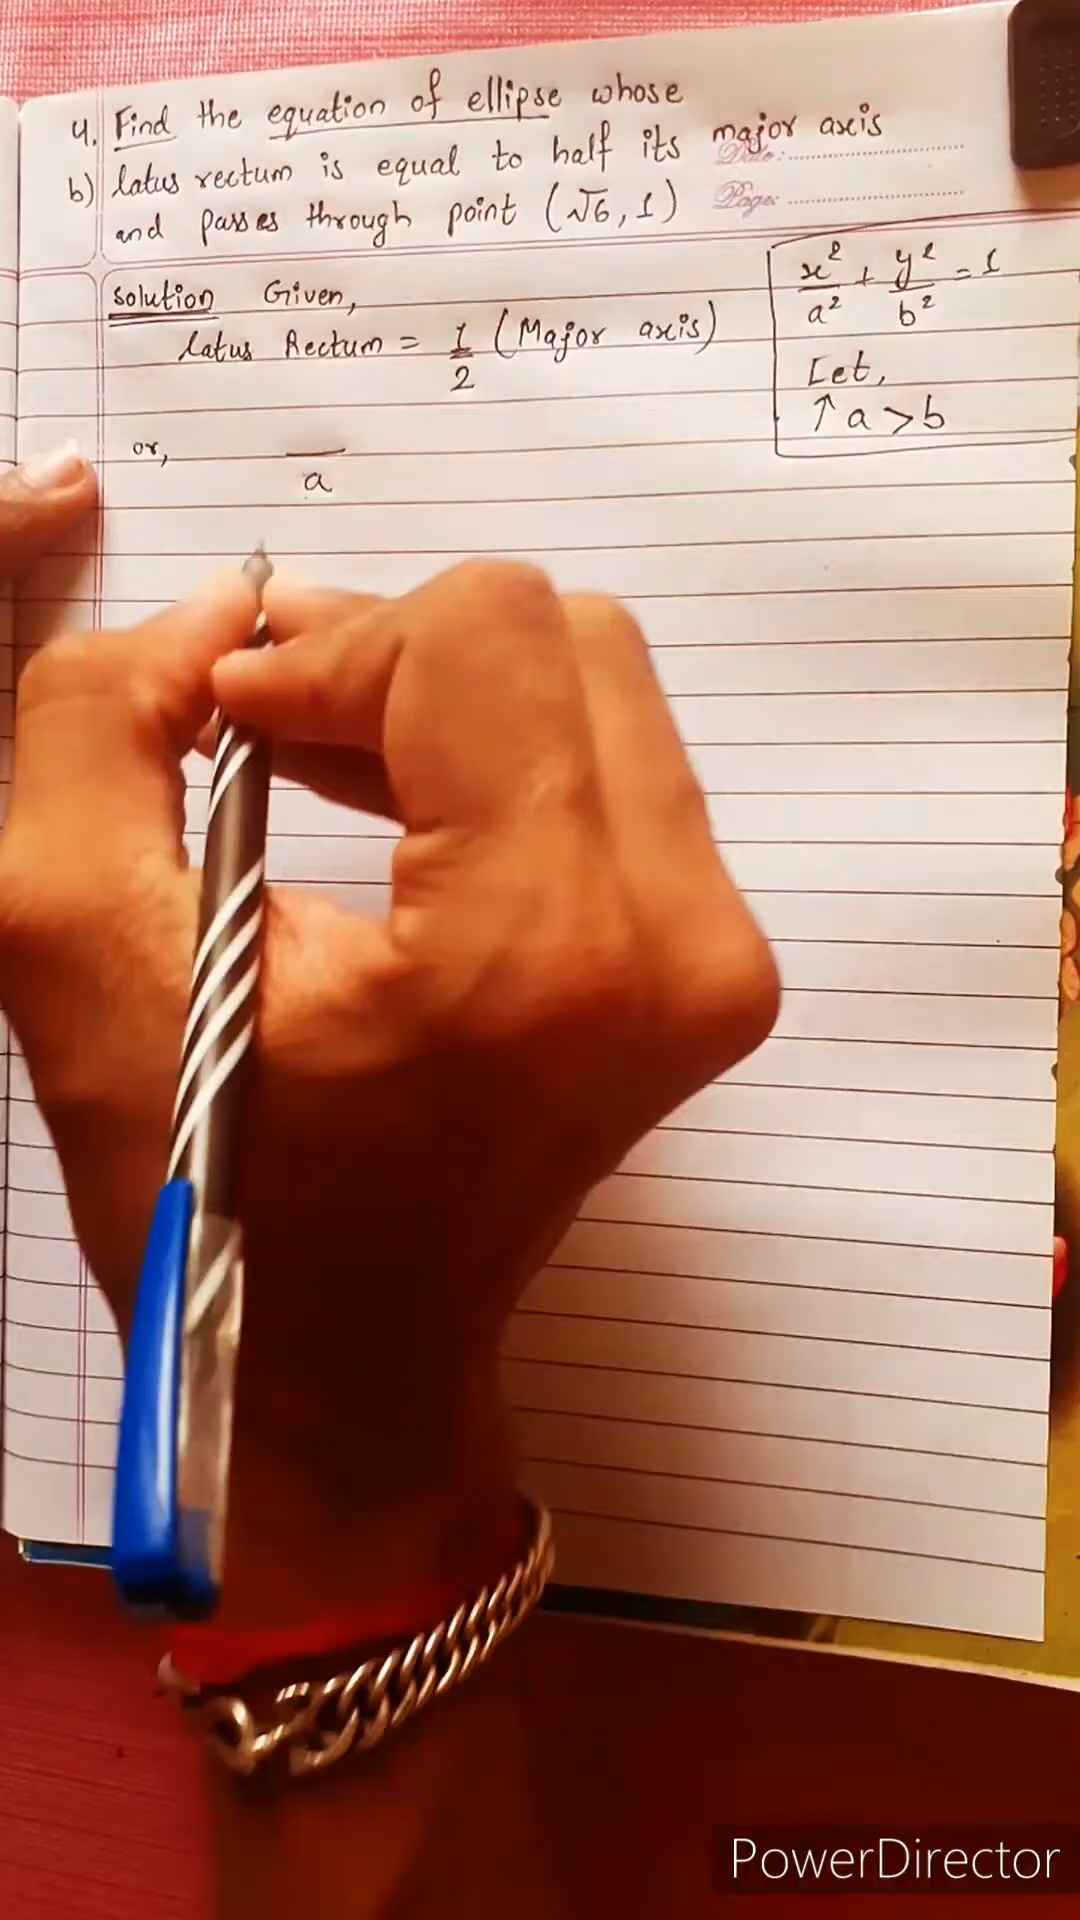 4. Find the equation of ellipse whose
b) latus rectum is equal to half its major axis
and passes through point (√6, 1)
Date:
Page:
Solution Given,
latus Rectum = 1/2 (Major axis)
or, — a
x²/a² + y²/b² = 1
Let,
↑ a > b
PowerDirector